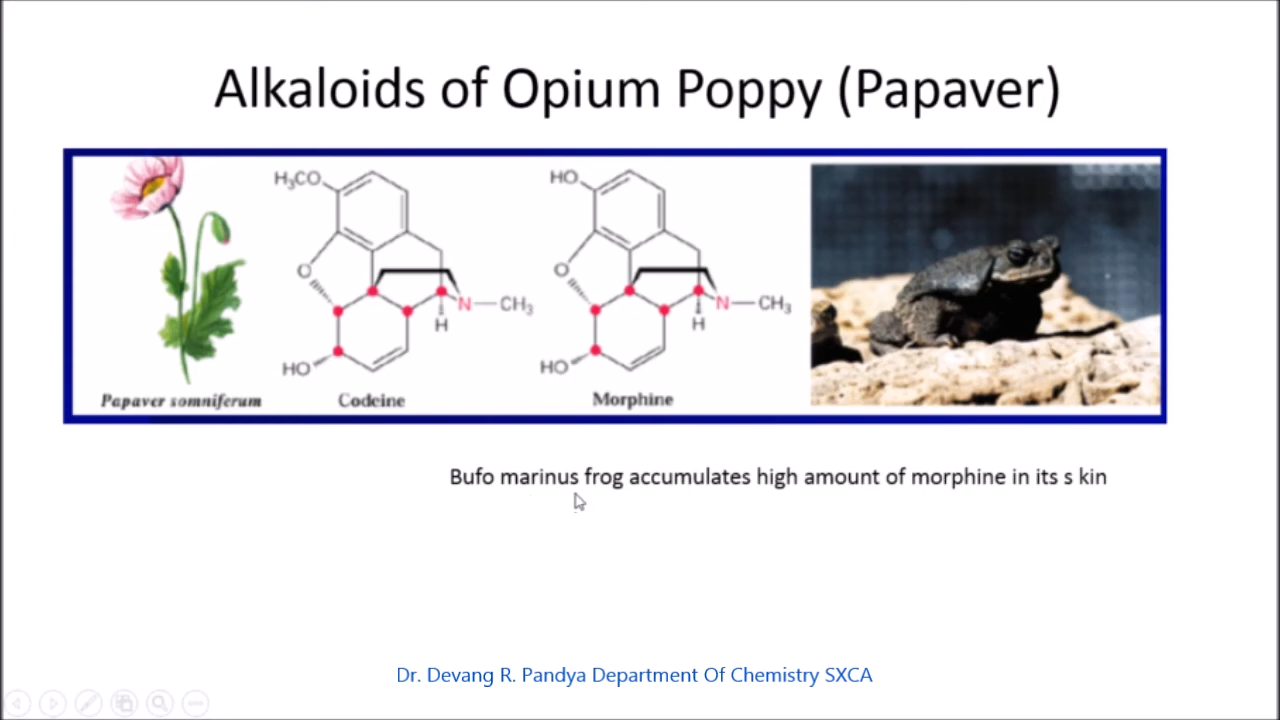 Alkaloids of Opium Poppy (Papaver)
H₃CO
O
HO
N—CH₃
H
HO
O
HO
N—CH₃
H
Papaver somniferum
Codeine
Morphine
Bufo marinus frog accumulates high amount of morphine in its s kin
Dr. Devang R. Pandya Department Of Chemistry SXCA